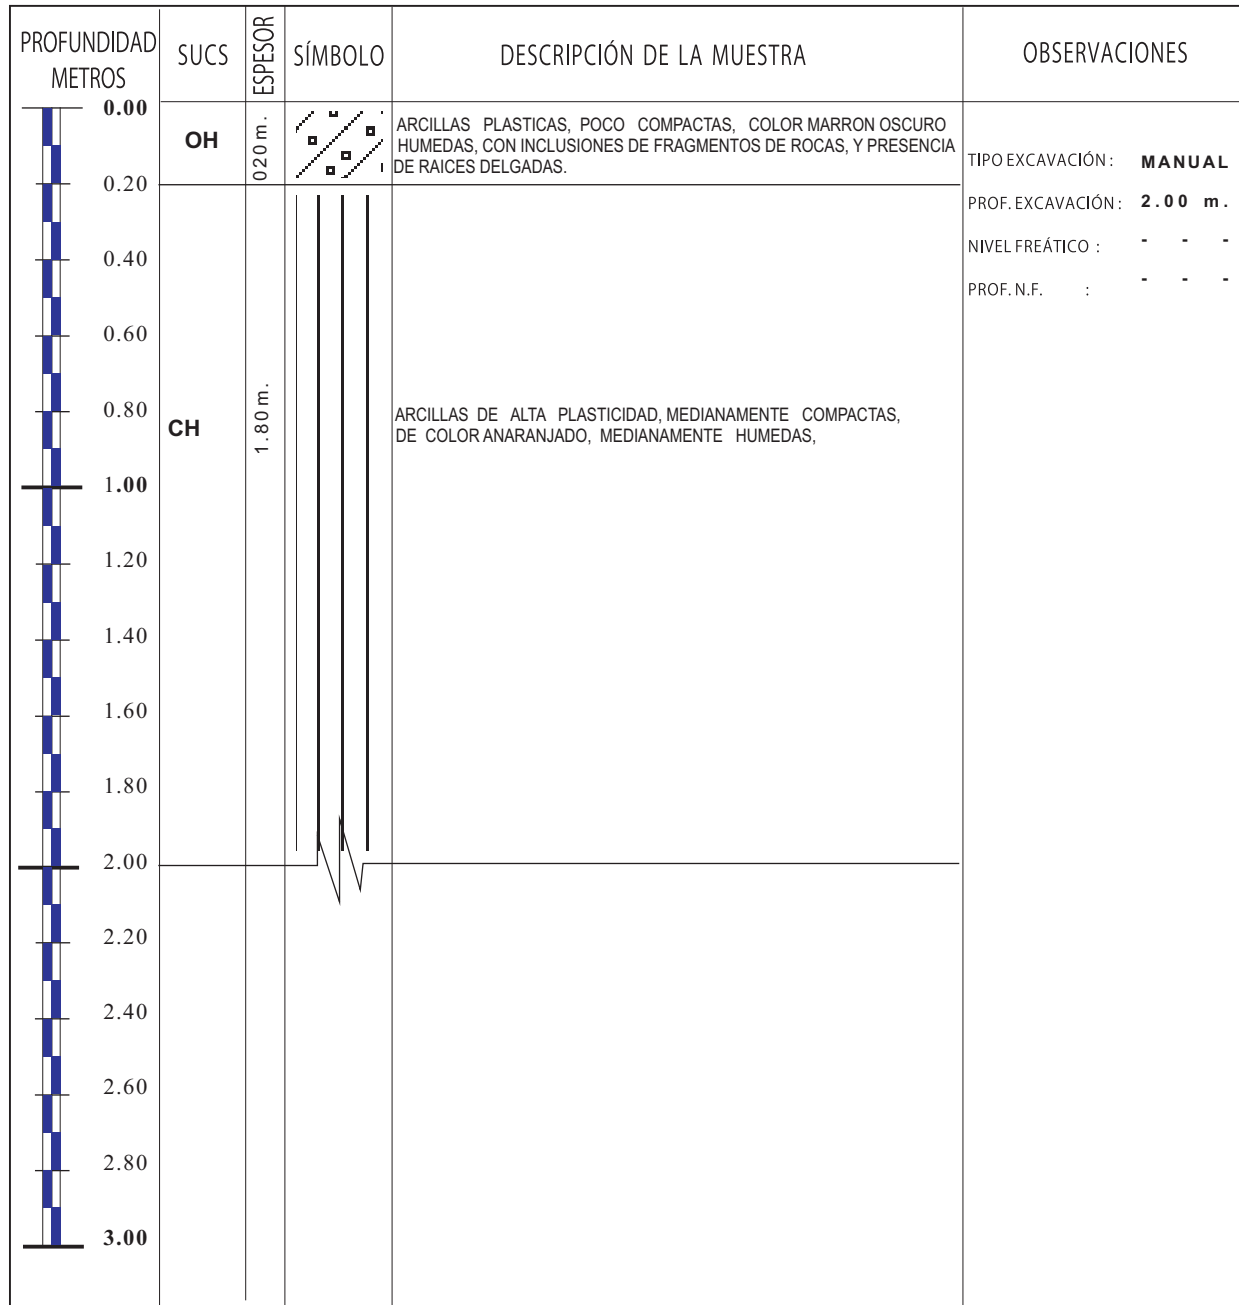 PROFUNDIDAD METROS
SUCS
ESPESOR
SÍMBOLO
DESCRIPCIÓN DE LA MUESTRA
OBSERVACIONES
0.00
OH
020m.
ARCILLAS PLASTICAS, POCO COMPACTAS, COLOR MARRON OSCURO
HUMEDAS, CON INCLUSIONES DE FRAGMENTOS DE ROCAS, Y PRESENCIA
DE RAICES DELGADAS.
TIPO EXCAVACIÓN : MANUAL
PROF. EXCAVACIÓN : 2.00 m.
NIVEL FREÁTICO : - - -
PROF. N.F. : - - -
0.20
0.40
0.60
0.80
CH
1.80m.
ARCILLAS DE ALTA PLASTICIDAD, MEDIANAMENTE COMPACTAS,
DE COLOR ANARANJADO, MEDIANAMENTE HUMEDAS,
1.00
1.20
1.40
1.60
1.80
2.00
2.20
2.40
2.60
2.80
3.00